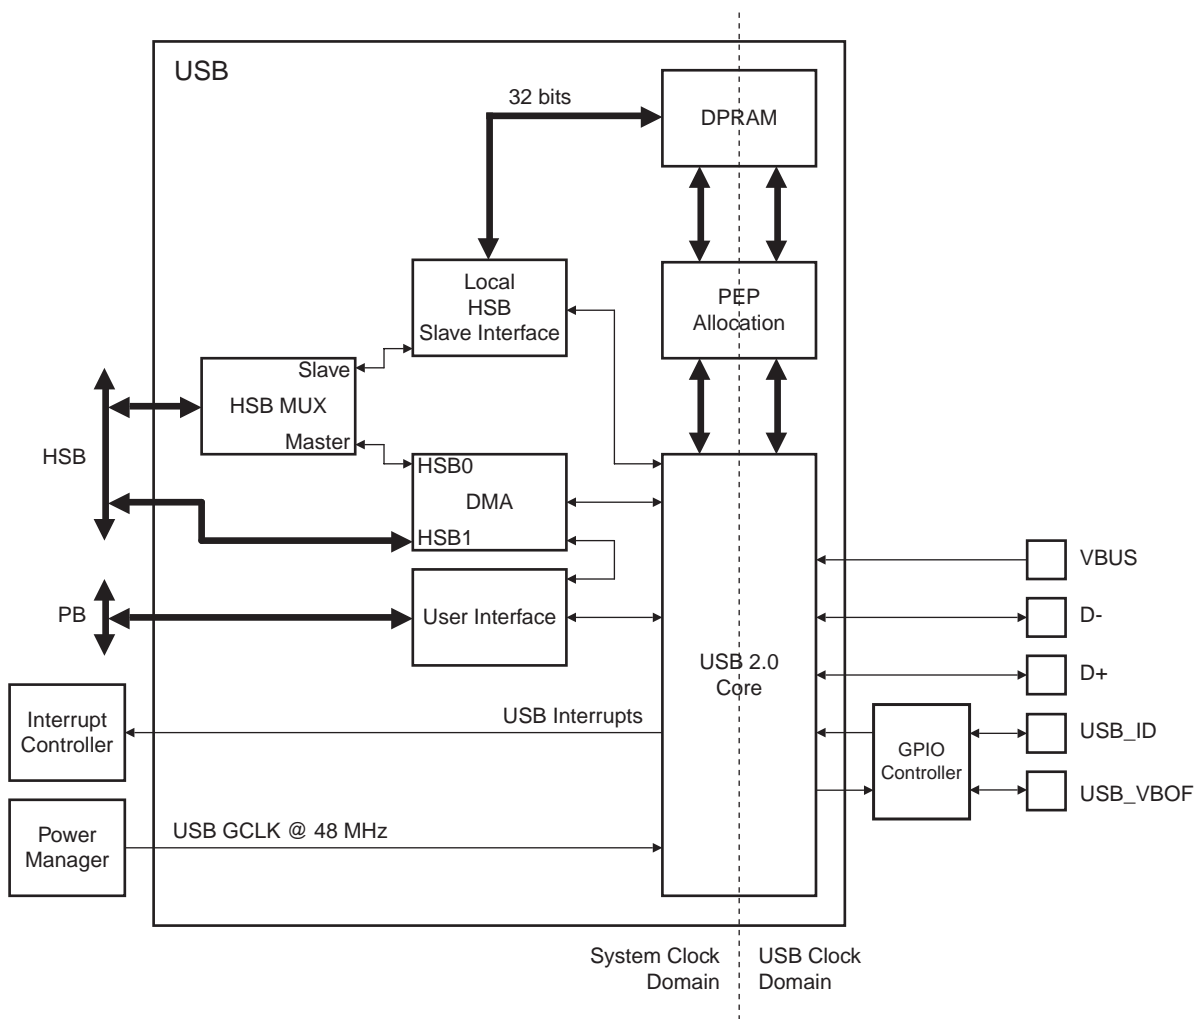 USB
32 bits
DPRAM
Local
HSB
Slave Interface
PEP
Allocation
Slave
HSB MUX
Master
HSB
HSB0
DMA
HSB1
VBUS
PB
User Interface
D-
USB 2.0
Core
D+
Interrupt
Controller
USB Interrupts
GPIO
Controller
USB_ID
USB_VBOF
Power
Manager
USB GCLK @ 48 MHz
System Clock
Domain
USB Clock
Domain